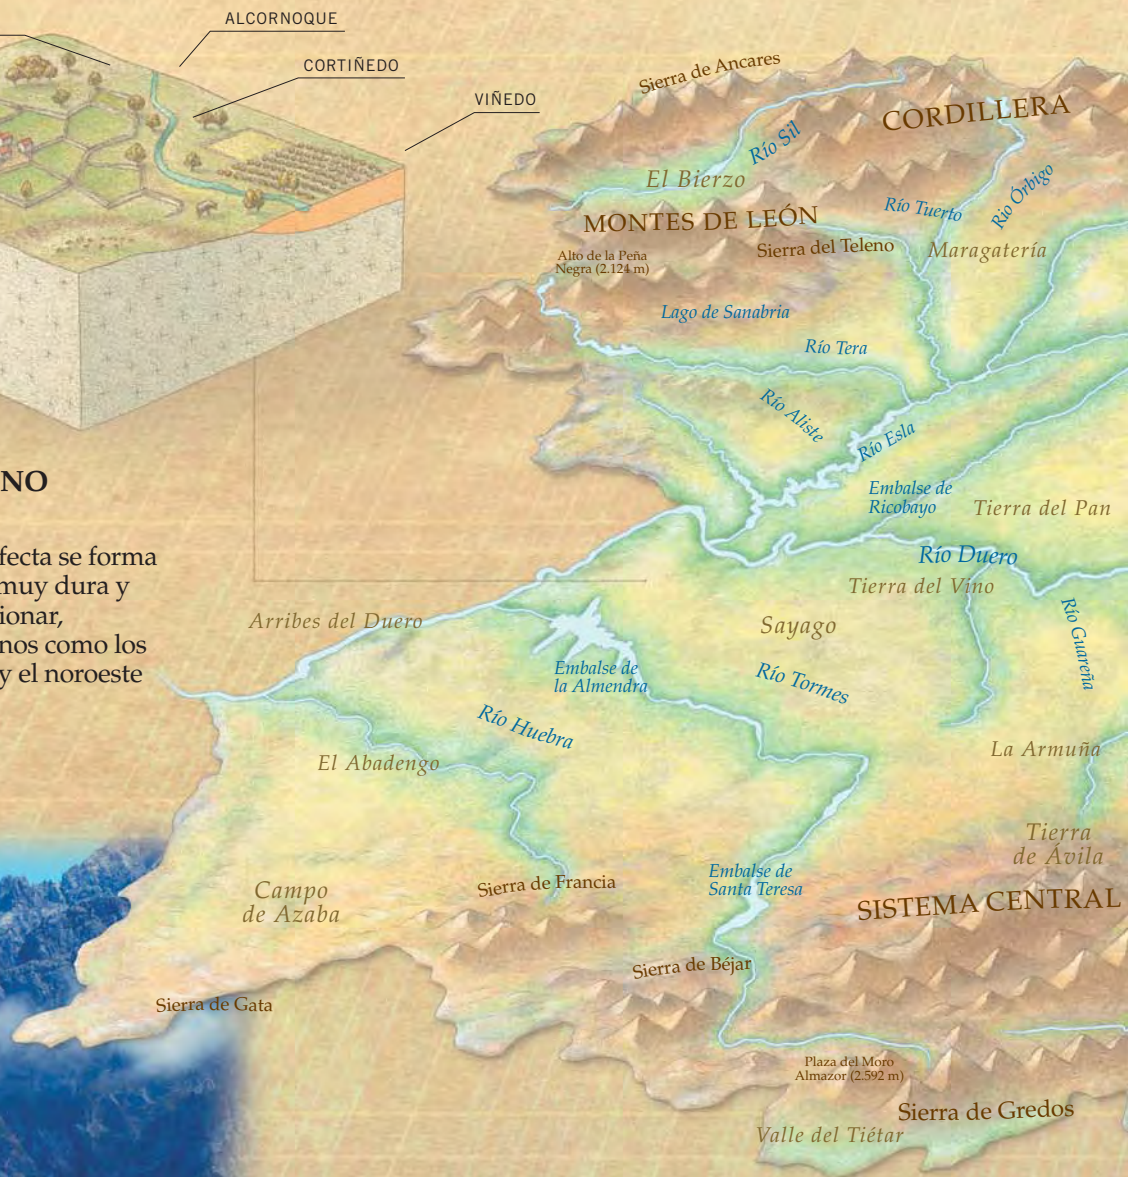 ALCORNOQUE
CORTIÑEDO
VIÑEDO
NO
fecta se forma
muy dura y
ionar,
nos como los
y el noroeste
Sierra de Ancares
CORDILLERA
Río Sil
El Bierzo
Río Órbigo
Río Tuerto
MONTES DE LEÓN
Sierra del Teleno
Maragatería
Alto de la Peña
Negra (2.124 m)
Lago de Sanabria
Río Tera
Río Aliste
Río Esla
Embalse de
Ricobayo
Tierra del Pan
Río Duero
Tierra del Vino
Arribes del Duero
Sayago
Río Guareña
Embalse de
la Almendra
Río Tormes
Río Huebra
La Armuña
El Abadengo
Tierra
de Ávila
Embalse de
Santa Teresa
Sierra de Francia
Campo
de Azaba
SISTEMA CENTRAL
Sierra de Béjar
Sierra de Gata
Plaza del Moro
Almazor (2.592 m)
Sierra de Gredos
Valle del Tiétar